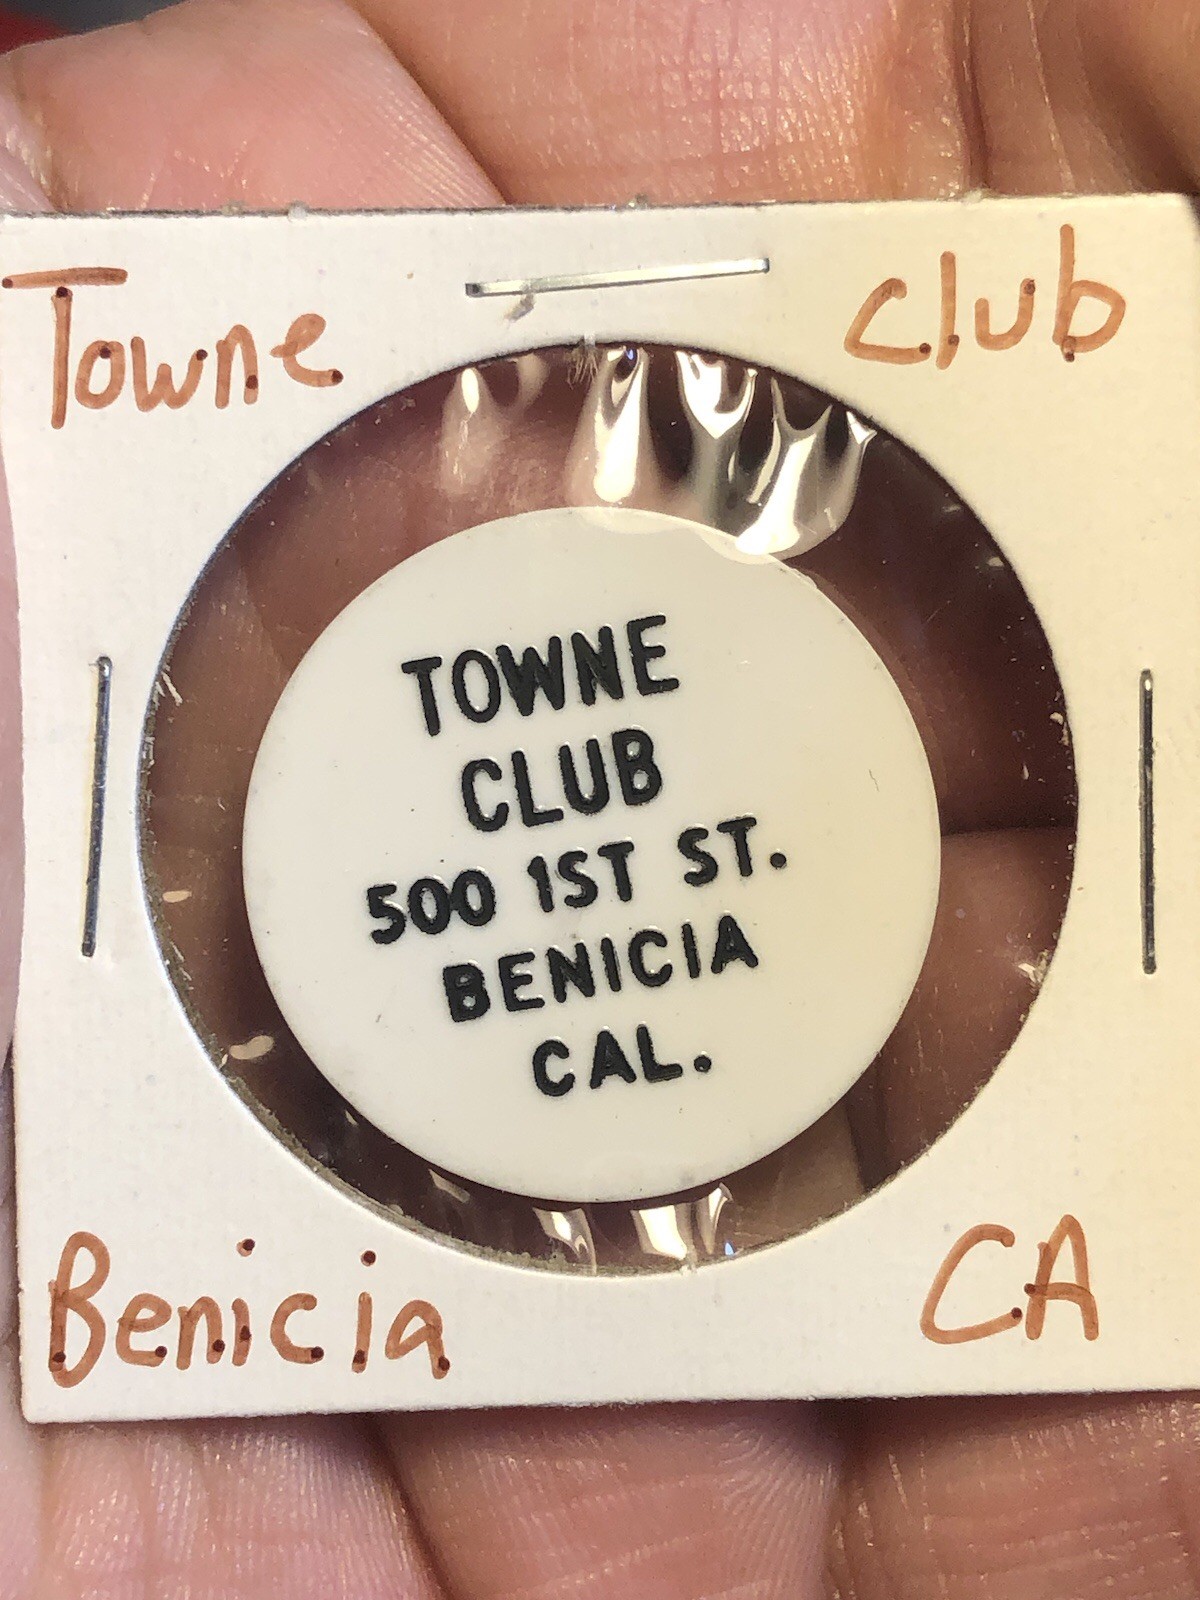 Towne Club
TOWNE
CLUB
500 1ST ST.
BENICIA
CAL.
Benicia CA